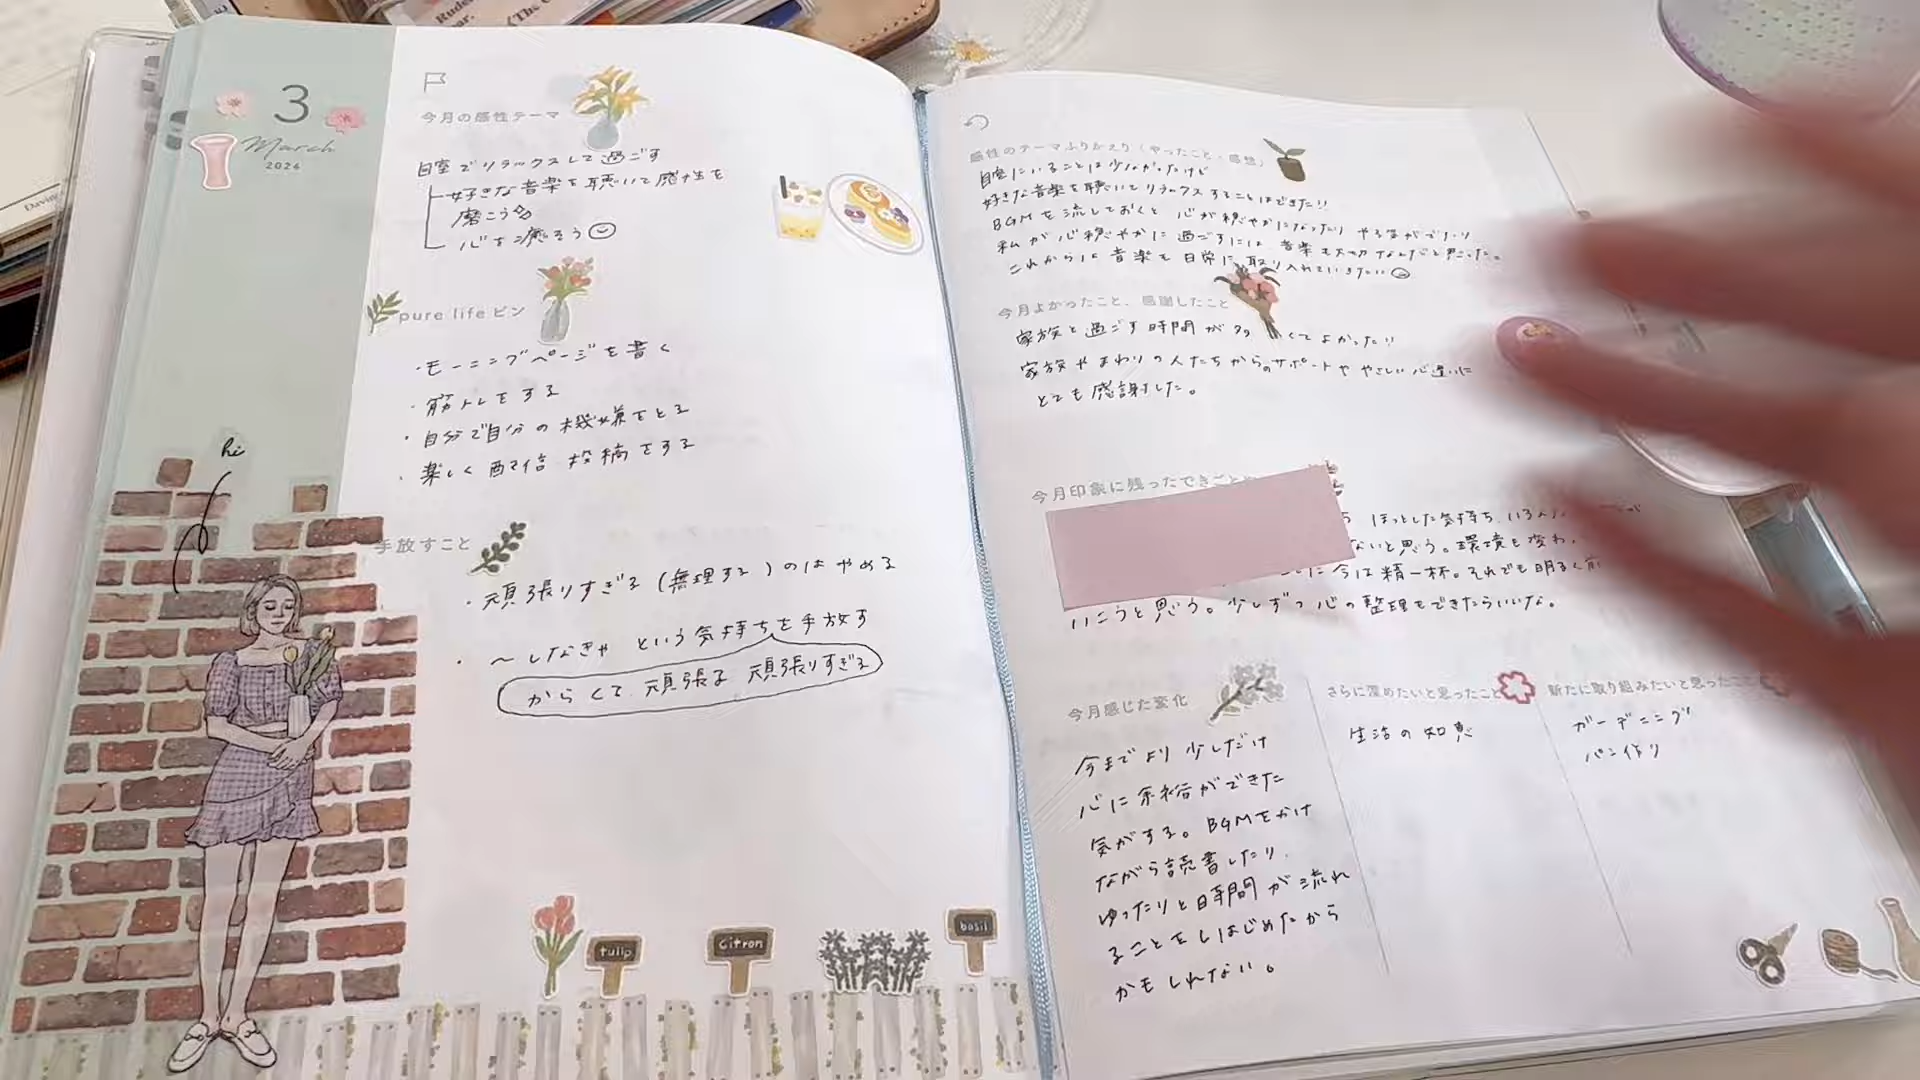 3
March
2024
今月の感性テーマ
自室でリラックスして過ごす
好きな音楽を聴いて感性を
磨こう
心を癒そう
pure life ピン
・モーニングページを書く
・筋トレをする
・自分で自分の機嫌をとる
・楽しく配信 投稿をする
hi
手放すこと
・頑張りすぎる(無理する)のはやめる
・〜しなきゃ という気持ちを手放す
からくて 頑張る 頑張りすぎる
tulip
citron
basil
感性のテーマふりかえり(やったこと・感想)
自室にいることは少なかったけど
好きな音楽を聴いてリラックスすることはできた!!
BGMを流しておくと 心が穏やかになったり やる気がでたり
私が心穏やかに過ごすには 音楽も大切なんだと思った。
これからは音楽を日常に取り入れていきたい
今月よかったこと、感謝したこと
家族と過ごす時間が多くてよかった!!
家族やまわりの人たちからのサポートややさしい心遣いに
とても感謝した。
今月印象に残ったできごと
ほっとした気持ち、いろんな
ないと思う。環境も変わ
に今は精一杯。それでも明るく前
いこうと思う。少しずつ心の整理もできたらいいな。
今月感じた変化
今までより少しだけ
心に余裕ができた
気がする。BGMをかけ
ながら読書したり
ゆったりと時間が流れ
ることをしはじめたから
かもしれない。
さらに深めたいと思ったこと
生活の知恵
新たに取り組みたいと思ったこと
ガーデニング
パン作り